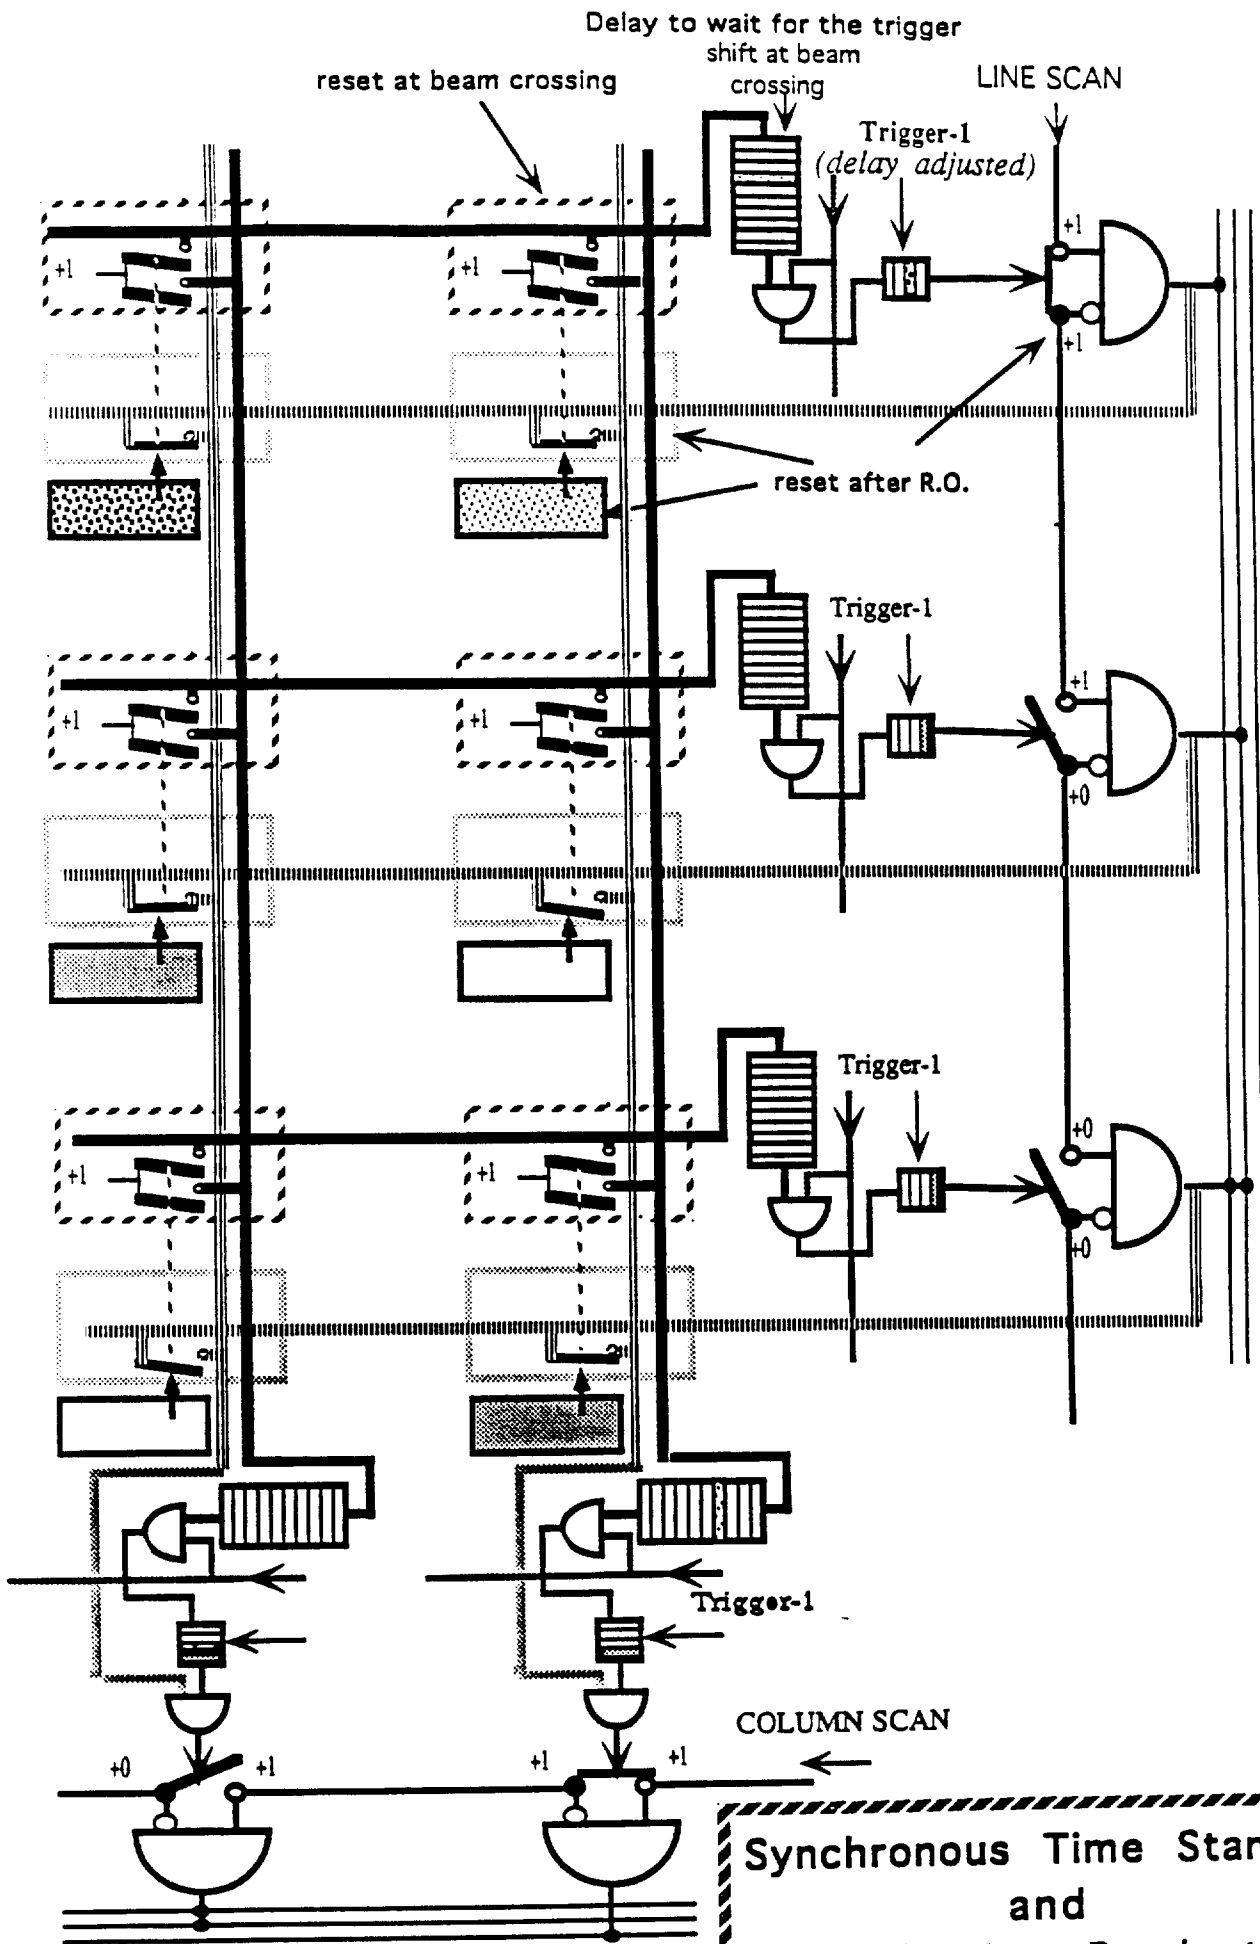 Delay to wait for the trigger
shift at beam
crossing
reset at beam crossing
LINE SCAN
Trigger-1
(delay adjusted)
+1
+1
+1
+1
reset after R.O.
Trigger-1
+1
+1
+1
+0
Trigger-1
+0
+1
+1
+0
Trigger-1
COLUMN SCAN
+0
+1
+1
+1
Synchronous Time
and